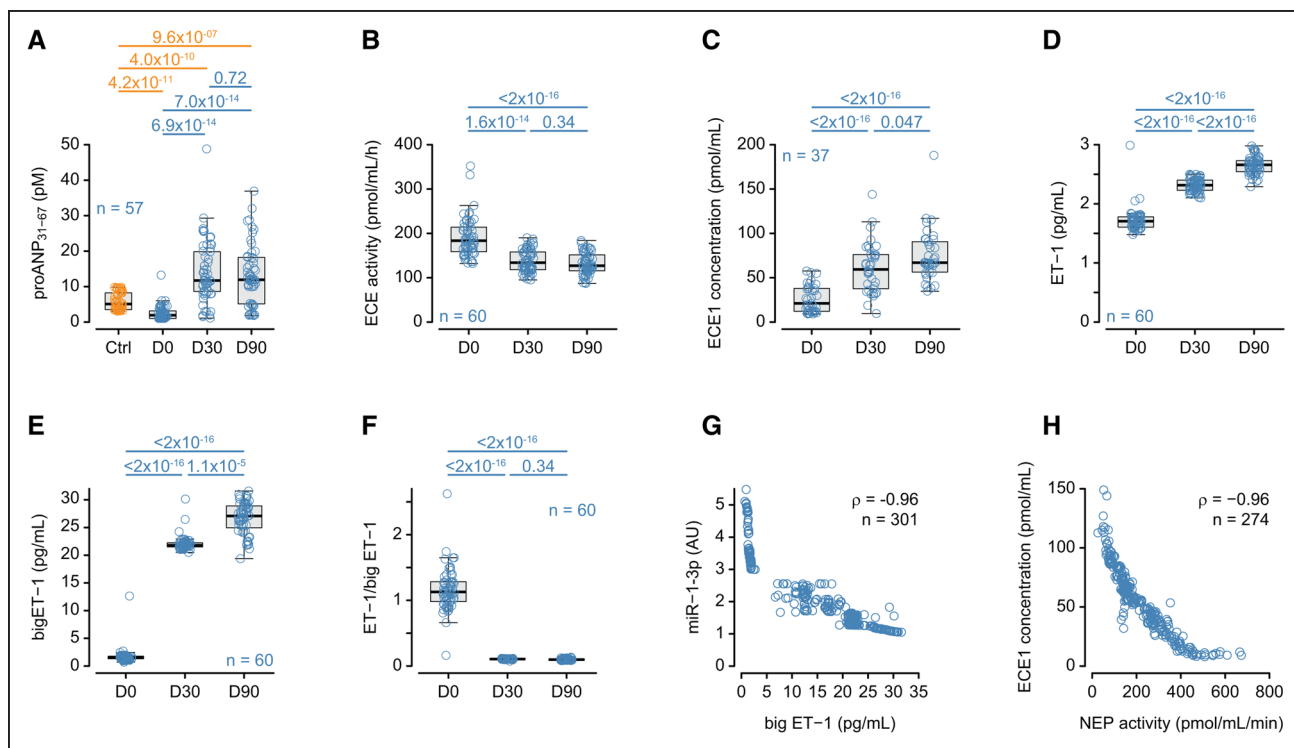 A
9.6x10-07
4.0x10-10
4.2x10-11
0.72
7.0x10-14
6.9x10-14
proANP31−67 (pM)
50
40
30
20
10
0
n = 57
Ctrl D0 D30 D90
B
<2x10-16
1.6x10-14 0.34
ECE activity (pmol/mL/h)
400
300
200
100
0
n = 60
D0 D30 D90
C
<2x10-16
<2x10-16 0.047
ECE1 concentration (pmol/mL)
200
150
100
50
0
n = 37
D0 D30 D90
D
<2x10-16
<2x10-16 <2x10-16
ET−1 (pg/mL)
3
2
1
0
n = 60
D0 D30 D90
E
<2x10-16
<2x10-16 1.1x10-5
bigET−1 (pg/mL)
30
25
20
15
10
5
0
n = 60
D0 D30 D90
F
<2x10-16
<2x10-16 0.34
ET−1/big ET−1
2
1
0
n = 60
D0 D30 D90
G
miR−1-3p (AU)
5
4
3
2
1
0
ρ = -0.96
n = 301
0 5 10 15 20 25 30 35
big ET−1 (pg/mL)
H
ECE1 concentration (pmol/mL)
150
100
50
0
ρ = −0.96
n = 274
0 200 400 600 800
NEP activity (pmol/mL/min)